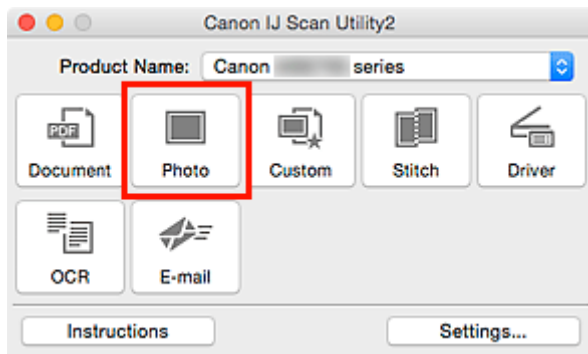 Canon IJ Scan Utility2
Product Name: Canon series
PDF
Document Photo Custom Stitch Driver
OCR E-mail
Instructions Settings...